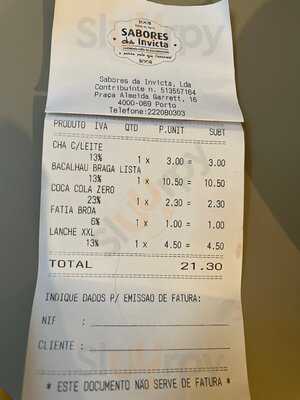 SABORES
da Invicta
Sabores da Invicta, Lda
Contribuinte n. 513557164
Praça Almeida Garrett, 16
4000-069 Porto
Telefone:222080303
PRODUTO IVA QTD P.UNIT SUBT
CHA C/LEITE
13% 1 x 3.00 = 3.00
BACALHAU BRAGA LISTA
13% 1 x 10.50 = 10.50
COCA COLA ZERO
23% 1 x 2.30 = 2.30
FATIA BROA
6% 1 x 1.00 = 1.00
LANCHE XXL
13% 1 x 4.50 = 4.50
TOTAL 21.30
INDIQUE DADOS P/ EMISSAO DE FATURA:
NIF :
CLIENTE :
* ESTE DOCUMENTO NÃO SERVE DE FATURA *